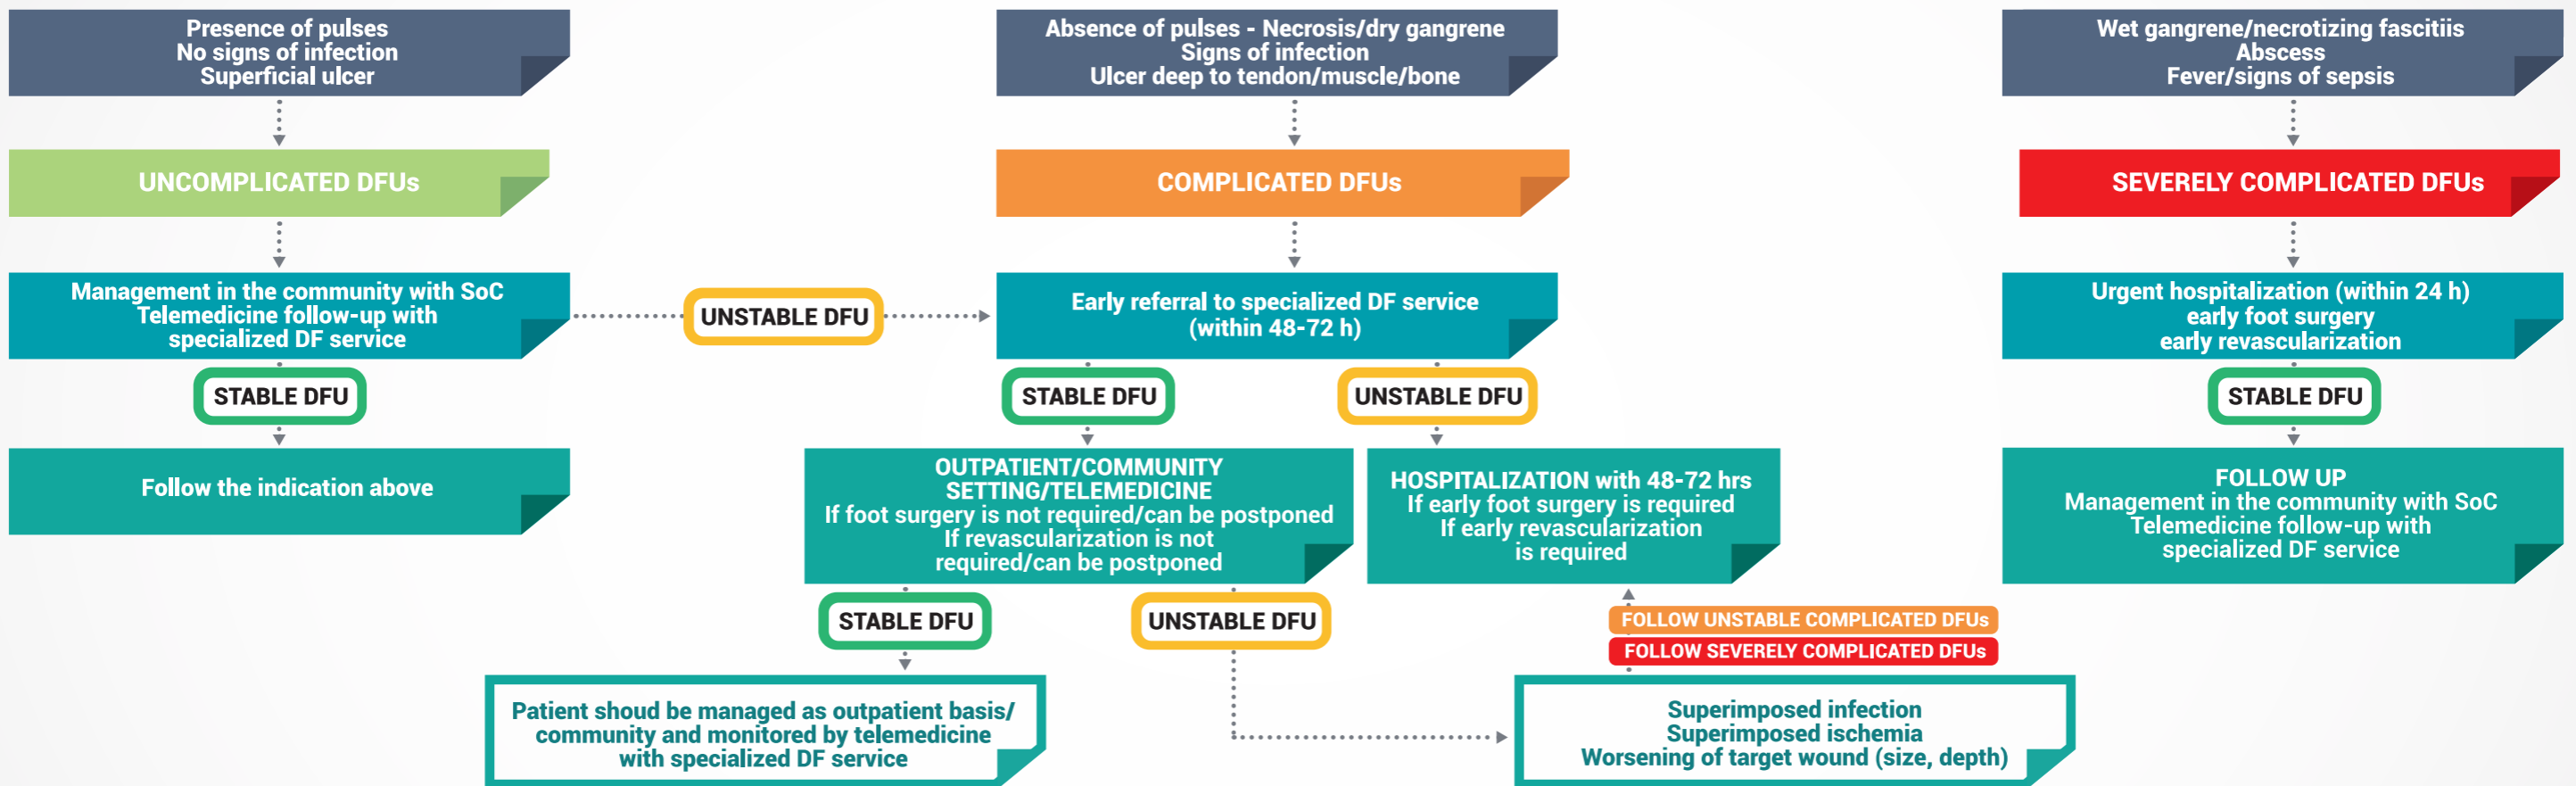 Presence of pulses
No signs of infection
Superficial ulcer
Absence of pulses - Necrosis/dry gangrene
Signs of infection
Ulcer deep to tendon/muscle/bone
Wet gangrene/necrotizing fascitiis
Abscess
Fever/signs of sepsis
UNCOMPLICATED DFUs
COMPLICATED DFUs
SEVERELY COMPLICATED DFUs
Management in the community with SoC
Telemedicine follow-up with
specialized DF service
UNSTABLE DFU
Early referral to specialized DF service
(within 48-72 h)
Urgent hospitalization (within 24 h)
early foot surgery
early revascularization
STABLE DFU
STABLE DFU
UNSTABLE DFU
STABLE DFU
Follow the indication above
OUTPATIENT/COMMUNITY
SETTING/TELEMEDICINE
If foot surgery is not required/can be postponed
If revascularization is not
required/can be postponed
HOSPITALIZATION with 48-72 hrs
If early foot surgery is required
If early revascularization
is required
FOLLOW UP
Management in the community with SoC
Telemedicine follow-up with
specialized DF service
STABLE DFU
UNSTABLE DFU
FOLLOW UNSTABLE COMPLICATED DFUs
FOLLOW SEVERELY COMPLICATED DFUs
Patient shoud be managed as outpatient basis/
community and monitored by telemedicine
with specialized DF service
Superimposed infection
Superimposed ischemia
Worsening of target wound (size, depth)